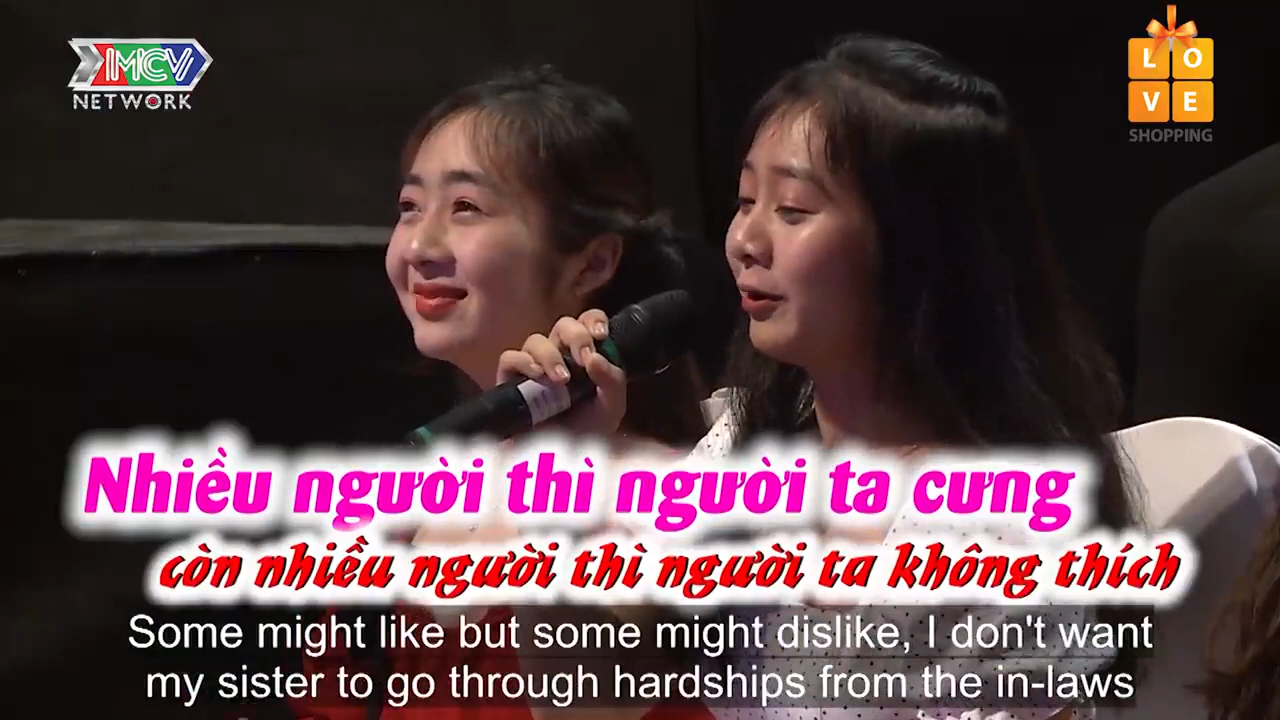 MCV
NETWORK
L O
V E
SHOPPING
Nhiều người thì người ta cưng
còn nhiều người thì người ta không thích
Some might like but some might dislike, I don't want
my sister to go through hardships from the in-laws